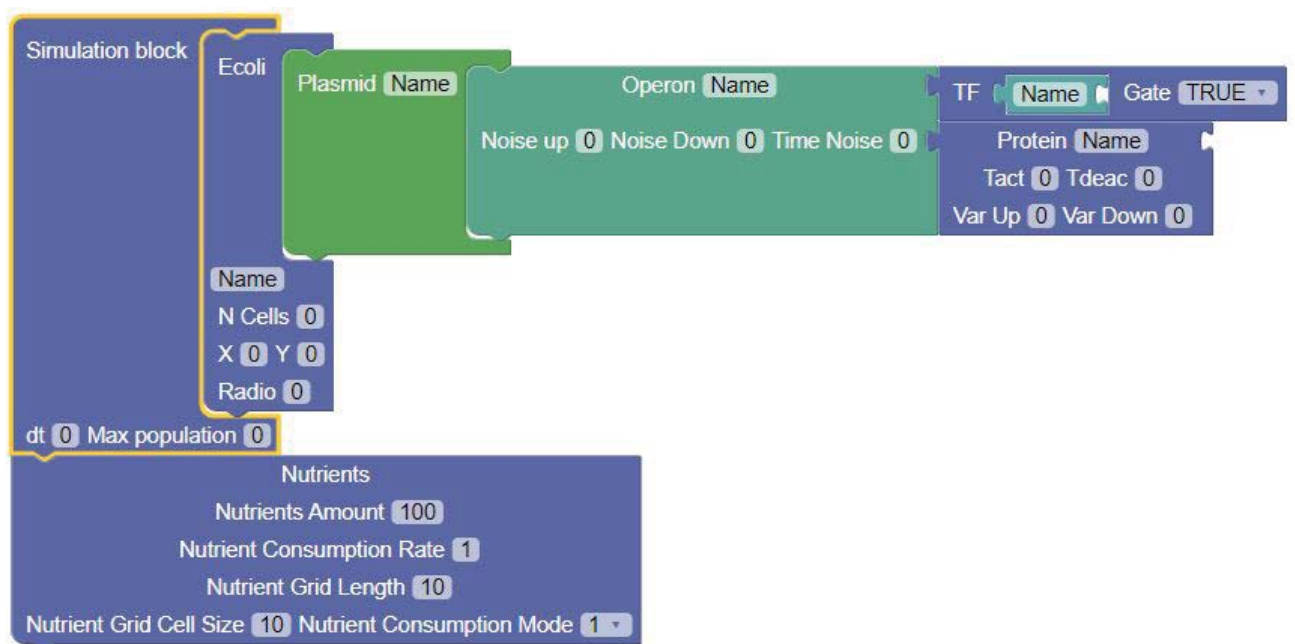 Simulation block
Ecoli
Plasmid Name
Operon Name
TF Name Gate TRUE
Noise up 0 Noise Down 0 Time Noise 0
Protein Name
Tact 0 Tdeac 0
Var Up 0 Var Down 0
Name
N Cells 0
X 0 Y 0
Radio 0
dt 0 Max population 0
Nutrients
Nutrients Amount 100
Nutrient Consumption Rate 1
Nutrient Grid Length 10
Nutrient Grid Cell Size 10 Nutrient Consumption Mode 1